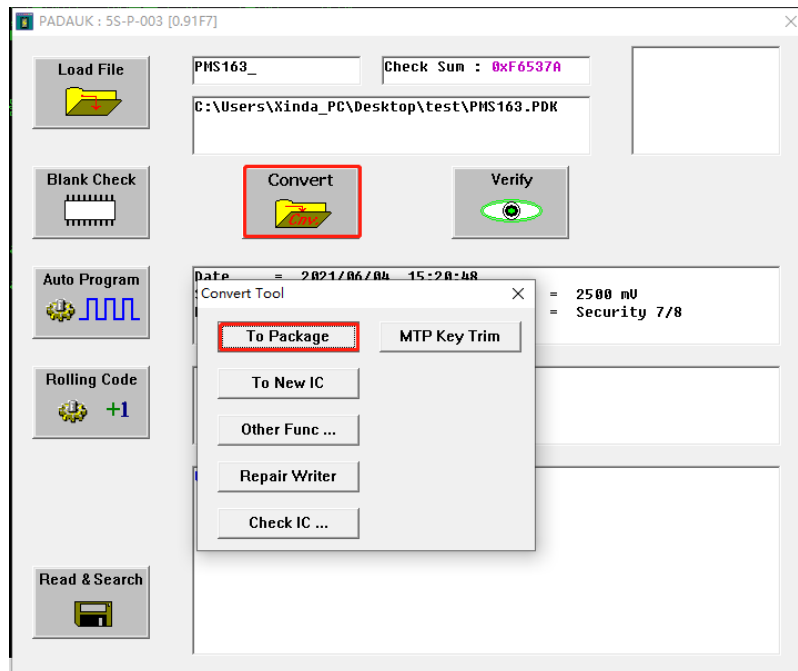 PADAUK : 5S-P-003 [0.91F7]
Load File
PMS163_
Check Sum : 0xF6537A
C:\Users\Xinda_PC\Desktop\test\PMS163.PDK
Blank Check
Convert
Cnv.
Verify
Auto Program
Date = 2021/06/04 15:20:48
= 2500 mV
= Security 7/8
Convert Tool
To Package
MTP Key Trim
To New IC
Other Func ...
Repair Writer
Check IC ...
Rolling Code
+1
Read & Search